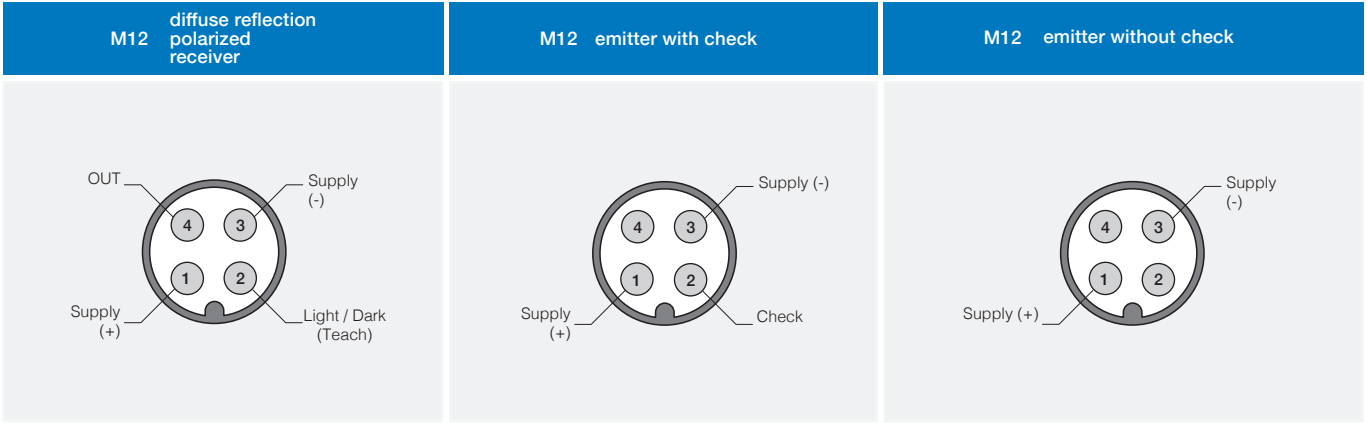 M12 diffuse reflection
polarized
receiver
M12 emitter with check
M12 emitter without check
OUT
Supply
(-)
4 3
1 2
Supply
(+)
Light / Dark
(Teach)
Supply (-)
4 3
1 2
Supply
(+)
Check
Supply
(-)
4 3
1 2
Supply (+)